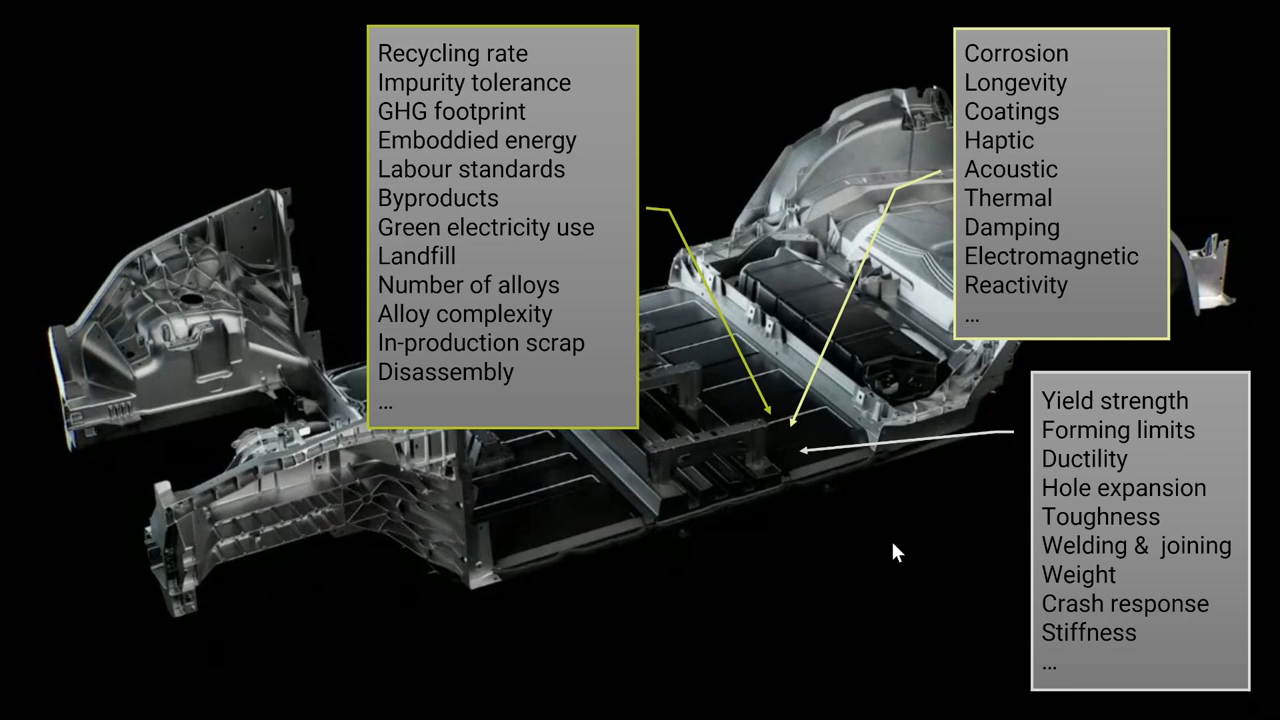 Recycling rate
Impurity tolerance
GHG footprint
Emboddied energy
Labour standards
Byproducts
Green electricity use
Landfill
Number of alloys
Alloy complexity
In-production scrap
Disassembly
...
Corrosion
Longevity
Coatings
Haptic
Acoustic
Thermal
Damping
Electromagnetic
Reactivity
...
Yield strength
Forming limits
Ductility
Hole expansion
Toughness
Welding &  joining
Weight
Crash response
Stiffness
...